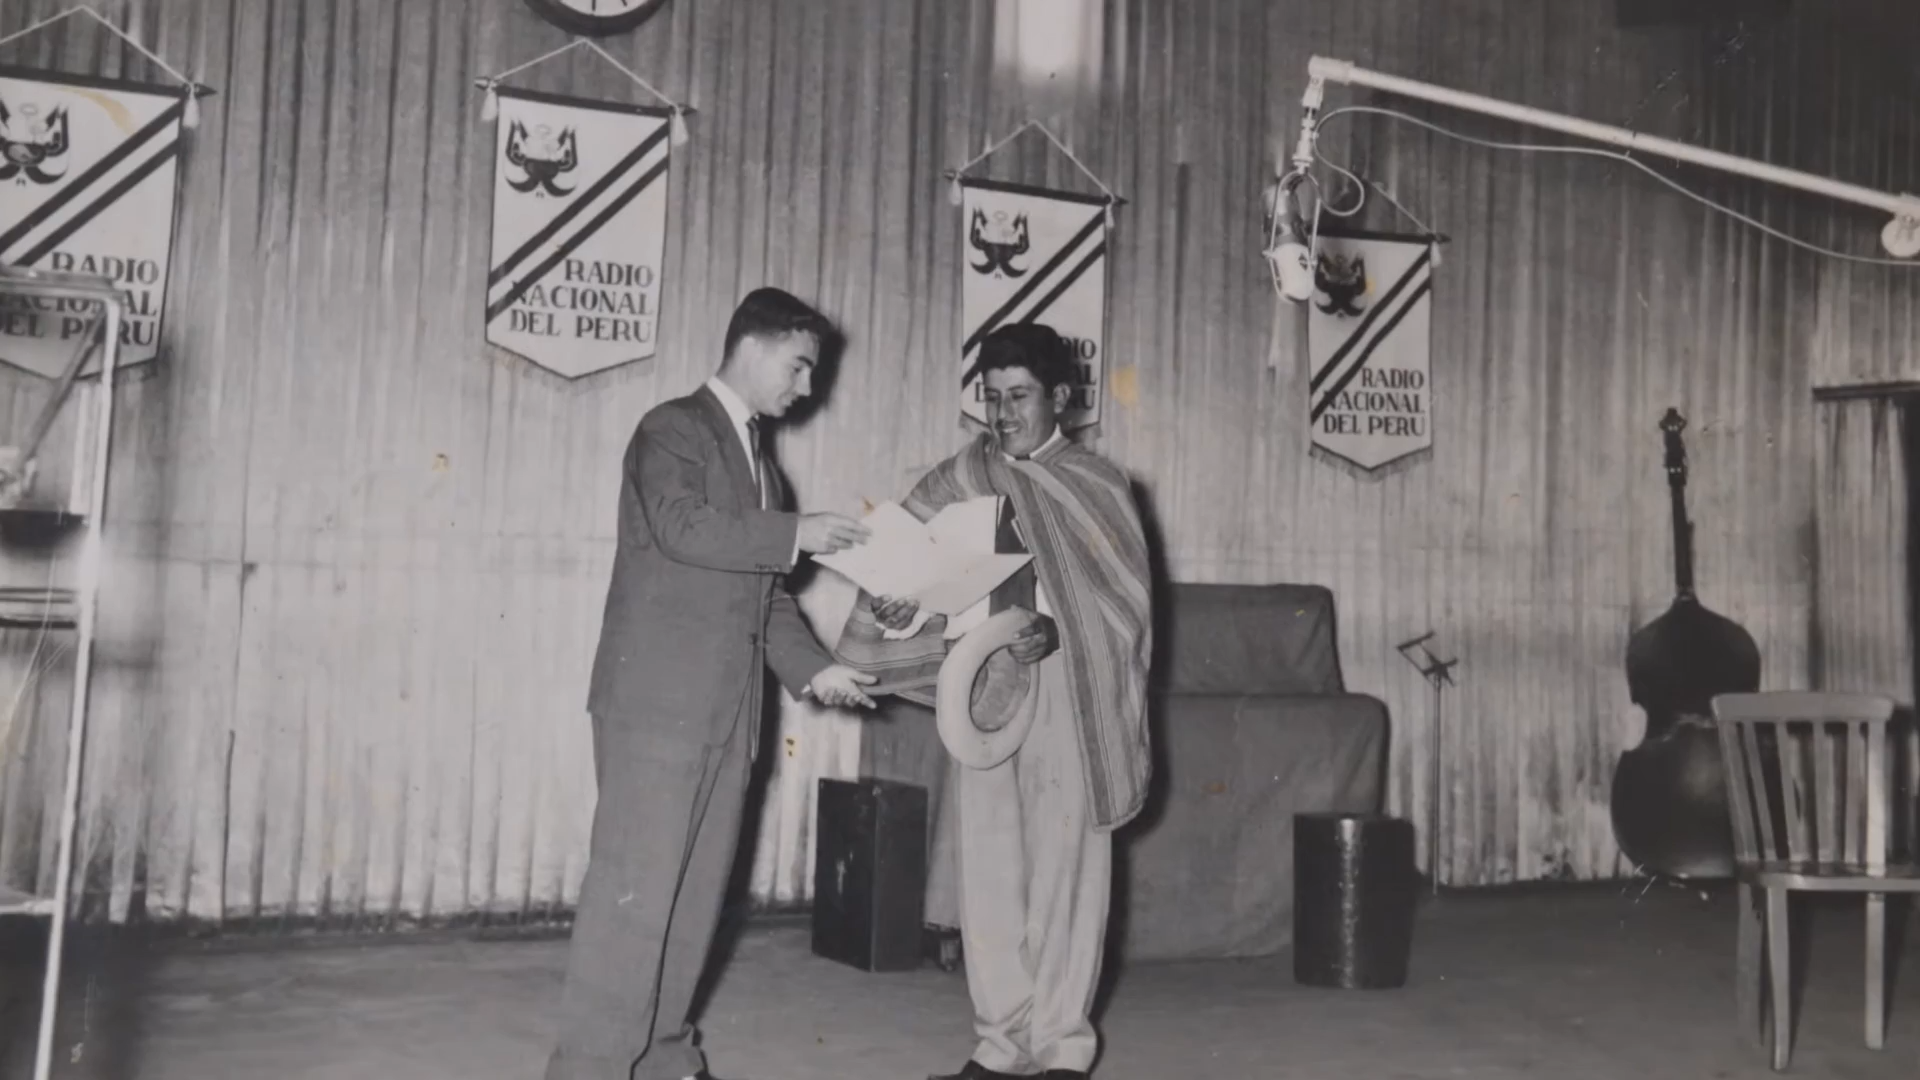 RADIO
NACIONAL
DEL PERU
RADIO
NACIONAL
DEL PERU
RADIO
NACIONAL
DEL PERU